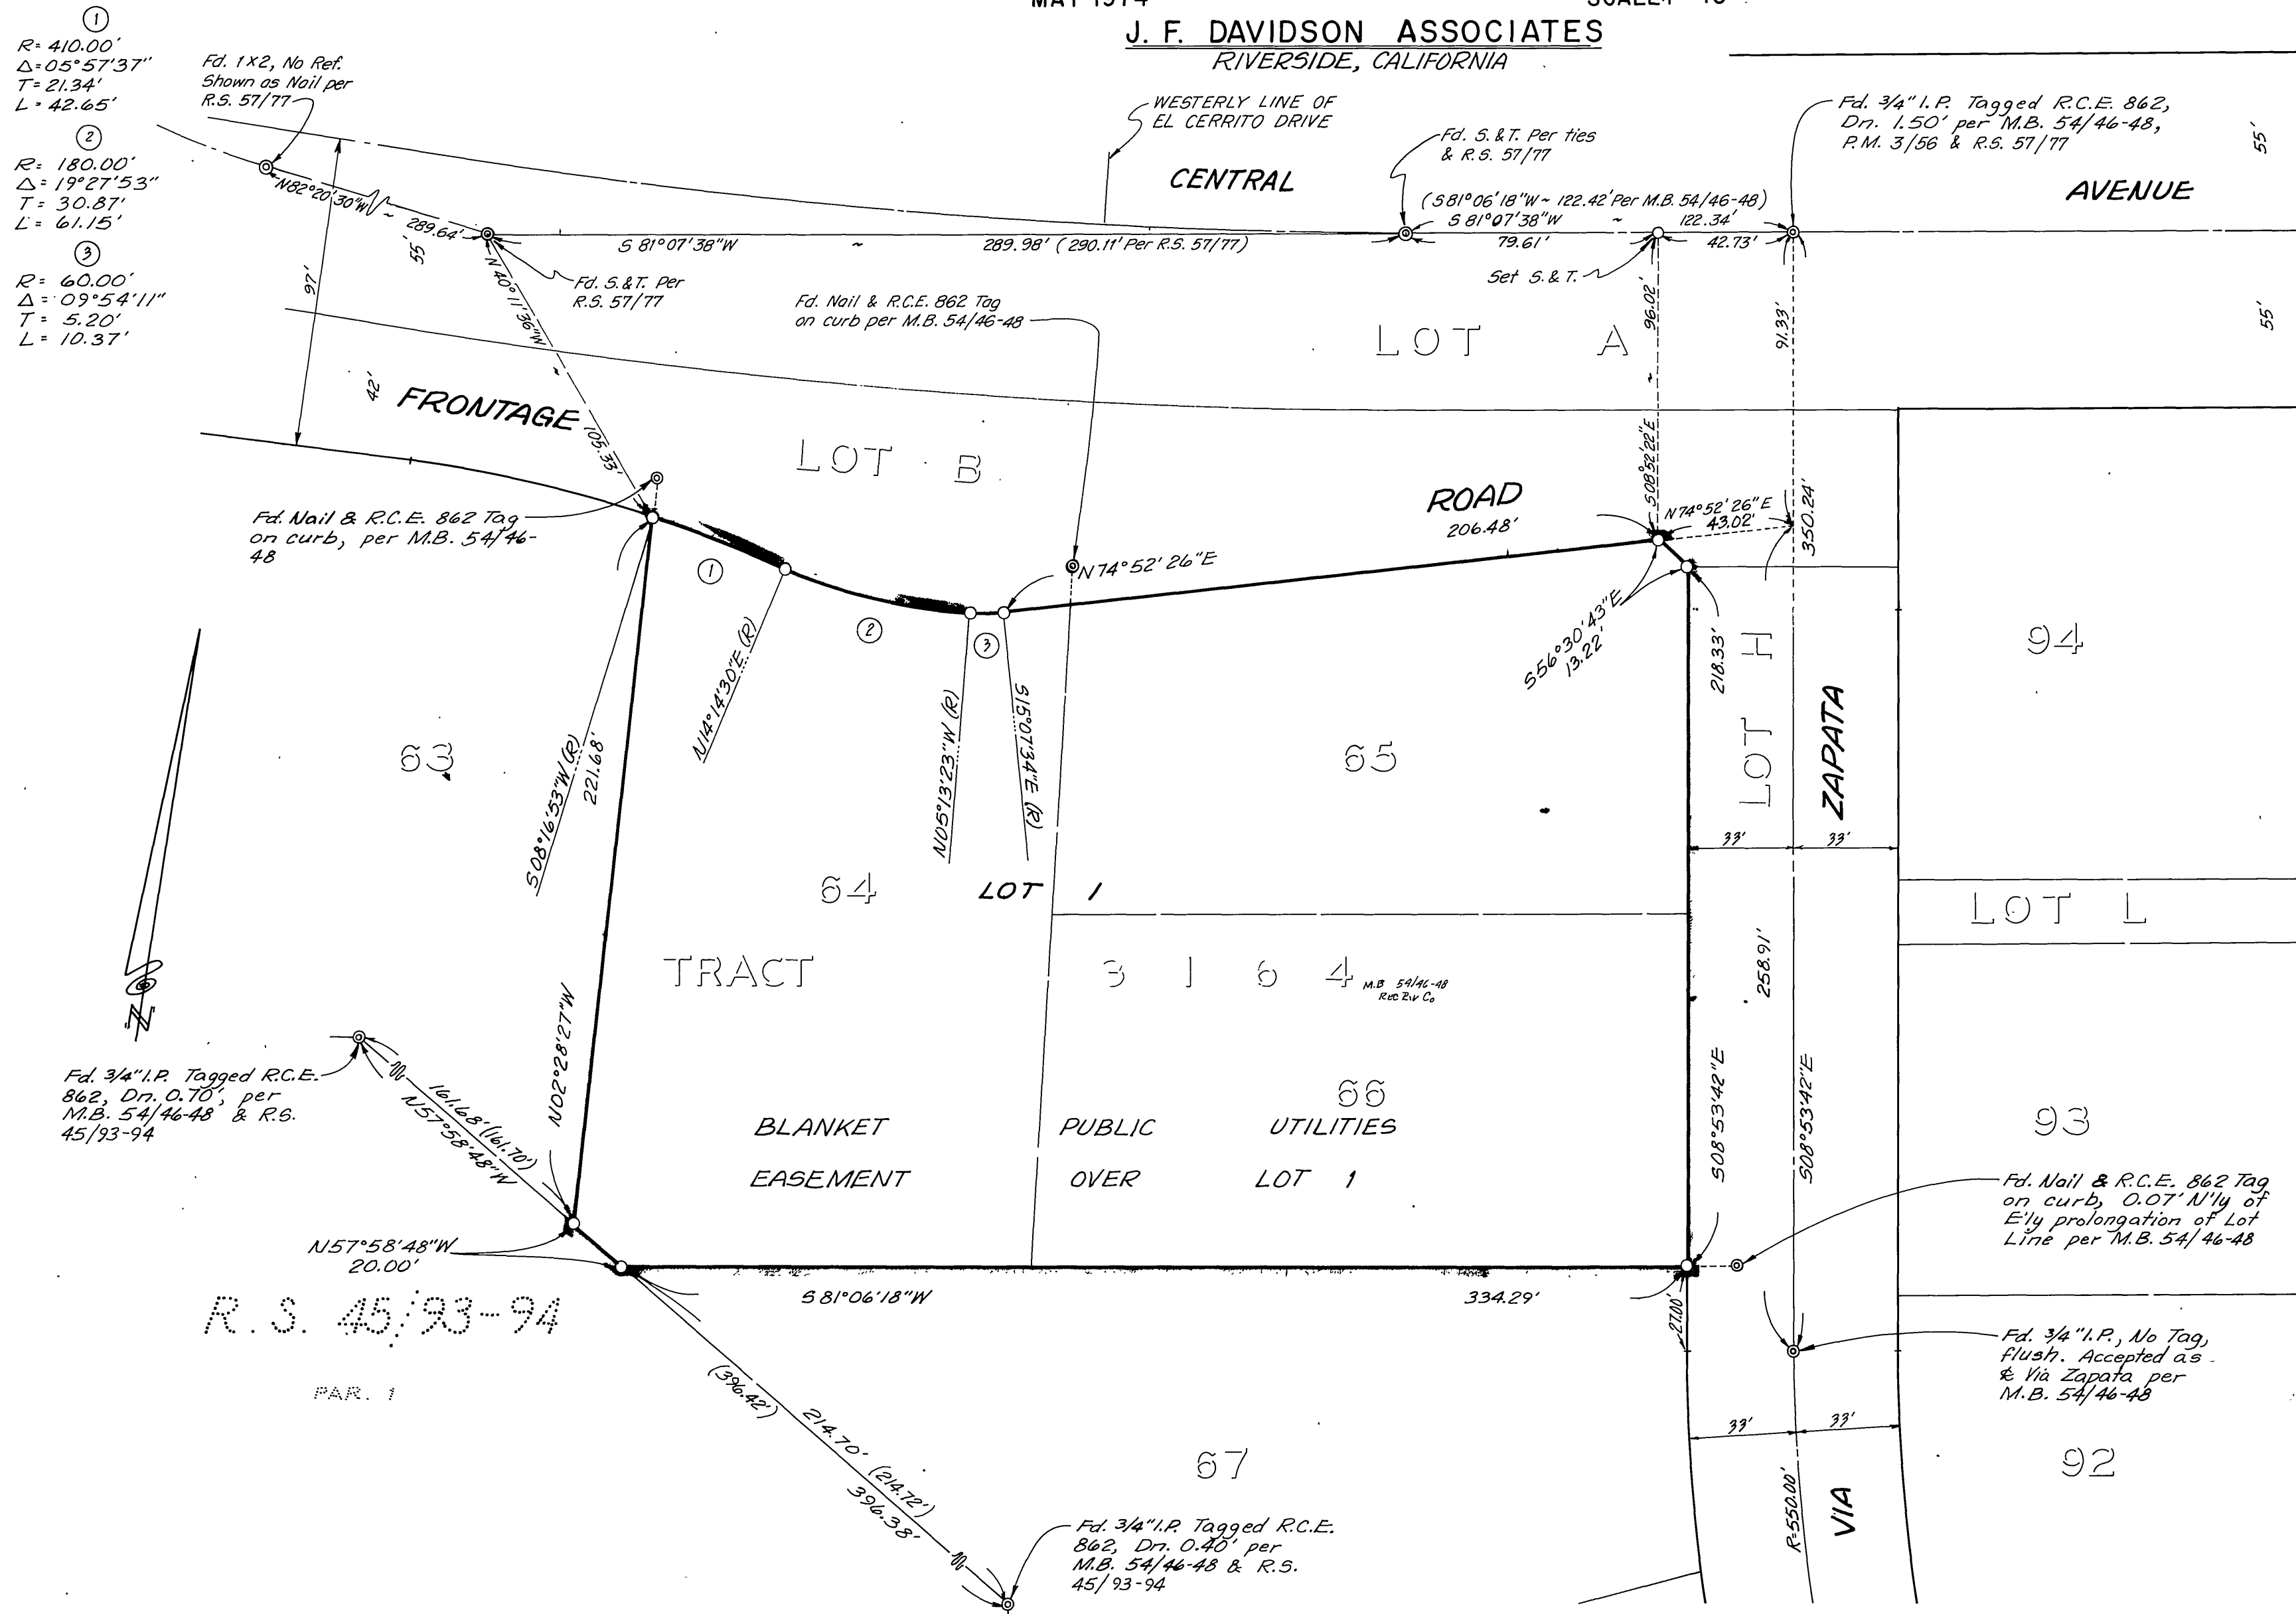 MAY 1974
J. F. DAVIDSON ASSOCIATES
RIVERSIDE, CALIFORNIA
1
R= 410.00'
Δ=05°57'37"
T= 21.34'
L= 42.65'
2
R= 180.00'
Δ= 19°27'53"
T= 30.87'
L= 61.15'
3
R= 60.00'
Δ= 09°54'11"
T= 5.20'
L= 10.37'
Fd. 1x2, No Ref.
Shown as Nail per
R.S. 57/77
WESTERLY LINE OF
EL CERRITO DRIVE
Fd. S.&T. Per ties
& R.S. 57/77
Fd. 3/4" I.P. Tagged R.C.E. 862,
Dn. 1.50' per M.B. 54/46-48,
P.M. 3/56 & R.S. 57/77
55'
CENTRAL
AVENUE
(S81°06'18"W ~ 122.42' Per M.B. 54/46-48)
S 81°07'38"W ~ 122.34'
79.61'
42.73'
N82°20'30"W ~ 289.64'
97'
55'
S 81°07'38"W ~ 289.98' (290.11' Per R.S. 57/77)
Set S.&T.
Fd. S.&T. Per
R.S. 57/77
N40°11'36"W ~ 105.33'
Fd. Nail & R.C.E. 862 Tag
on curb per M.B. 54/46-48
LOT A
96.02' ~ S08°52'22"E
91.33'
55'
42'
FRONTAGE
LOT B
ROAD
206.48'
N74°52'26"E
43.02'
350.24'
Fd. Nail & R.C.E. 862 Tag
on curb, per M.B. 54/46-
48
1
2
3
N74°52'26"E
S56°30'43"E
13.22'
218.33'
94
63
S08°16'53"W (R)
221.68'
N14°14'30"E (R)
N05°13'23"W (R)
S15°07'34"E (R)
65
LOT H
ZAPATA
33'
33'
64
LOT 1
LOT L
TRACT
3 1 6 4
M.B 54/46-48
Rec Riv Co
258.91'
N
Fd. 3/4" I.P. Tagged R.C.E.
862, Dn. 0.70', per
M.B. 54/46-48 & R.S.
45/93-94
161.68' (161.70')
N57°58'48"W
N02°28'27"W
66
BLANKET PUBLIC UTILITIES
EASEMENT OVER LOT 1
S08°53'42"E
S08°53'42"E
93
Fd. Nail & R.C.E. 862 Tag
on curb, 0.07' N'ly of
E'ly prolongation of Lot
Line per M.B. 54/46-48
N57°58'48"W
20.00'
S 81°06'18"W
334.29'
27.00'
R.S. 45/93-94
PAR. 1
Fd. 3/4" I.P., No Tag,
flush. Accepted as
℄ Via Zapata per
M.B. 54/46-48
(396.42')
214.70' (214.72')
396.38'
67
33'
33'
92
R=550.00'
VIA
Fd. 3/4" I.P. Tagged R.C.E.
862, Dn. 0.40' per
M.B. 54/46-48 & R.S.
45/93-94